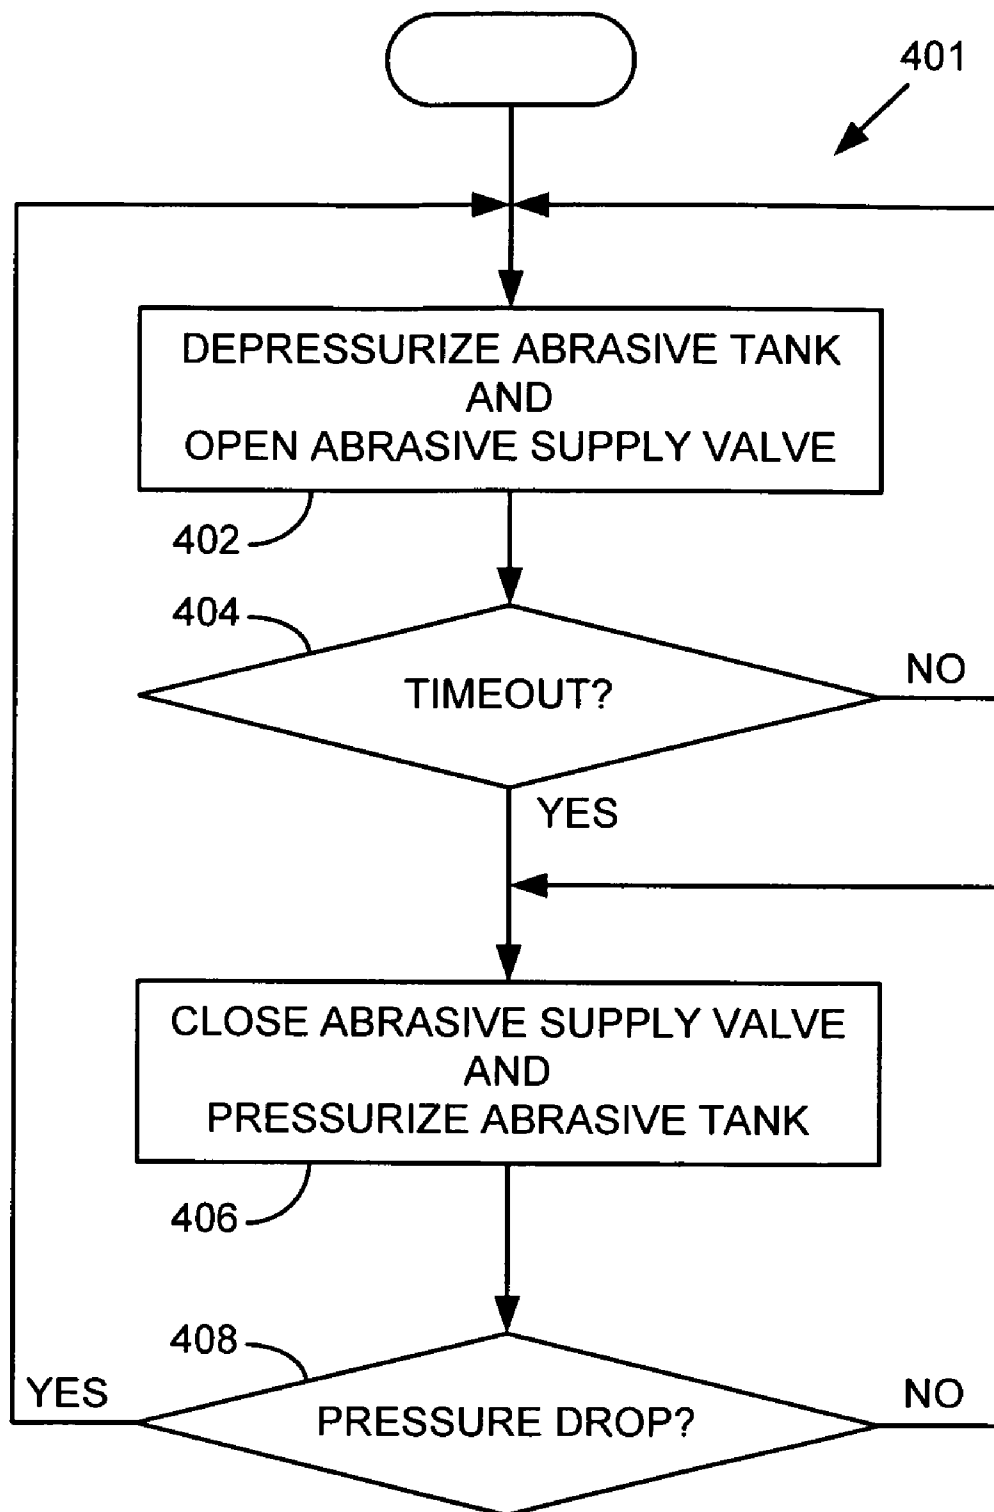 401
DEPRESSURIZE ABRASIVE TANK
AND
OPEN ABRASIVE SUPPLY VALVE
402
404
TIMEOUT?
NO
YES
CLOSE ABRASIVE SUPPLY VALVE
AND
PRESSURIZE ABRASIVE TANK
406
408
YES
PRESSURE DROP?
NO